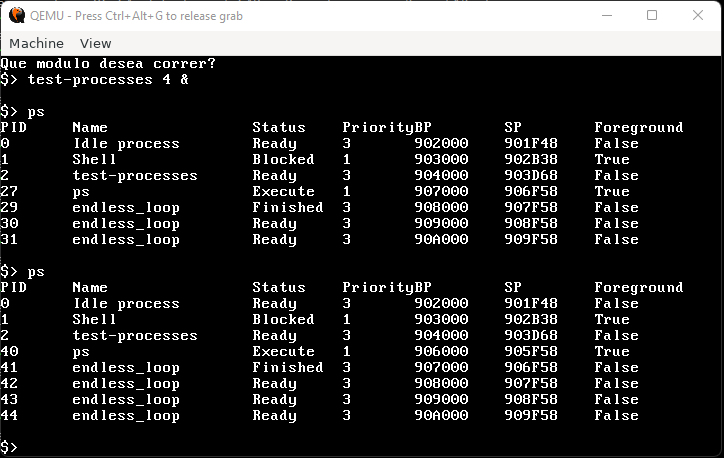 QEMU - Press Ctrl+Alt+G to release grab
Machine View
Que modulo desea correr?
$> test-processes 4 &
$> ps
PID Name Status PriorityBP SP Foreground
0 Idle process Ready 3 902000 901F48 False
1 Shell Blocked 1 903000 902B38 True
2 test-processes Ready 3 904000 903D68 False
27 ps Execute 1 907000 906F58 True
29 endless_loop Finished 3 908000 907F58 False
30 endless_loop Ready 3 909000 908F58 False
31 endless_loop Ready 3 90A000 909F58 False
$> ps
PID Name Status PriorityBP SP Foreground
0 Idle process Ready 3 902000 901F48 False
1 Shell Blocked 1 903000 902B38 True
2 test-processes Ready 3 904000 903D68 False
40 ps Execute 1 906000 905F58 True
41 endless_loop Finished 3 907000 906F58 False
42 endless_loop Ready 3 908000 907F58 False
43 endless_loop Ready 3 909000 908F58 False
44 endless_loop Ready 3 90A000 909F58 False
$>